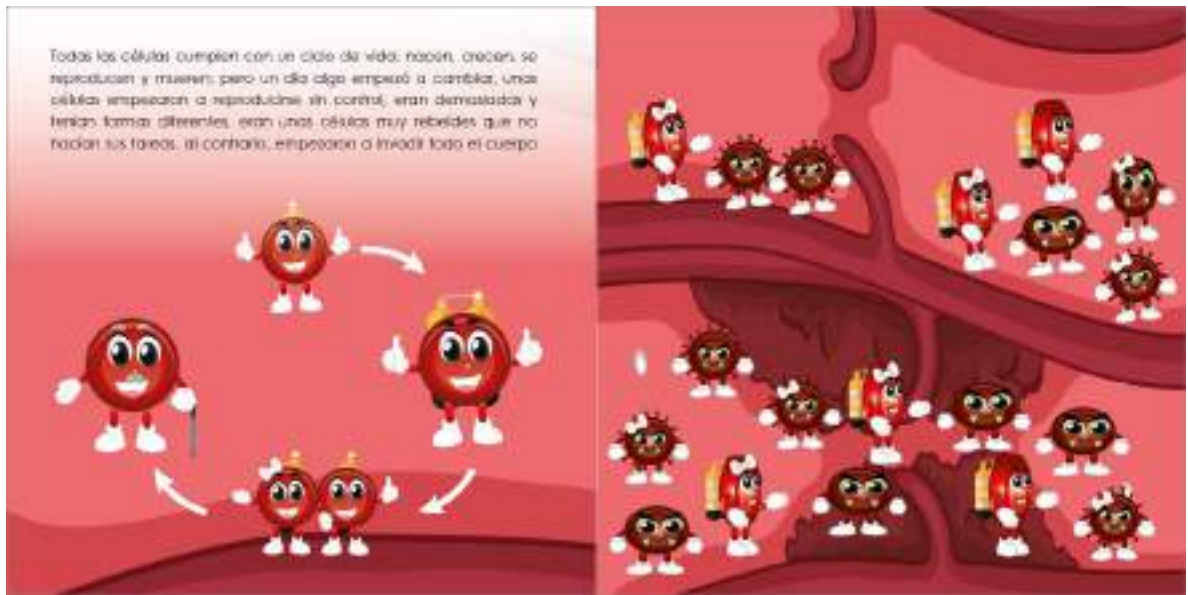 Todas las células cumplen con un ciclo de vida: nacen, crecen, se
reproducen y mueren; pero un día algo empezó a cambiar, unas
células empezaron a reproducirse sin control, eran demasiadas y
tenían formas diferentes, eran unas células muy rebeldes que no
hacían sus tareas, al contrario, empezaron a invadir todo el cuerpo